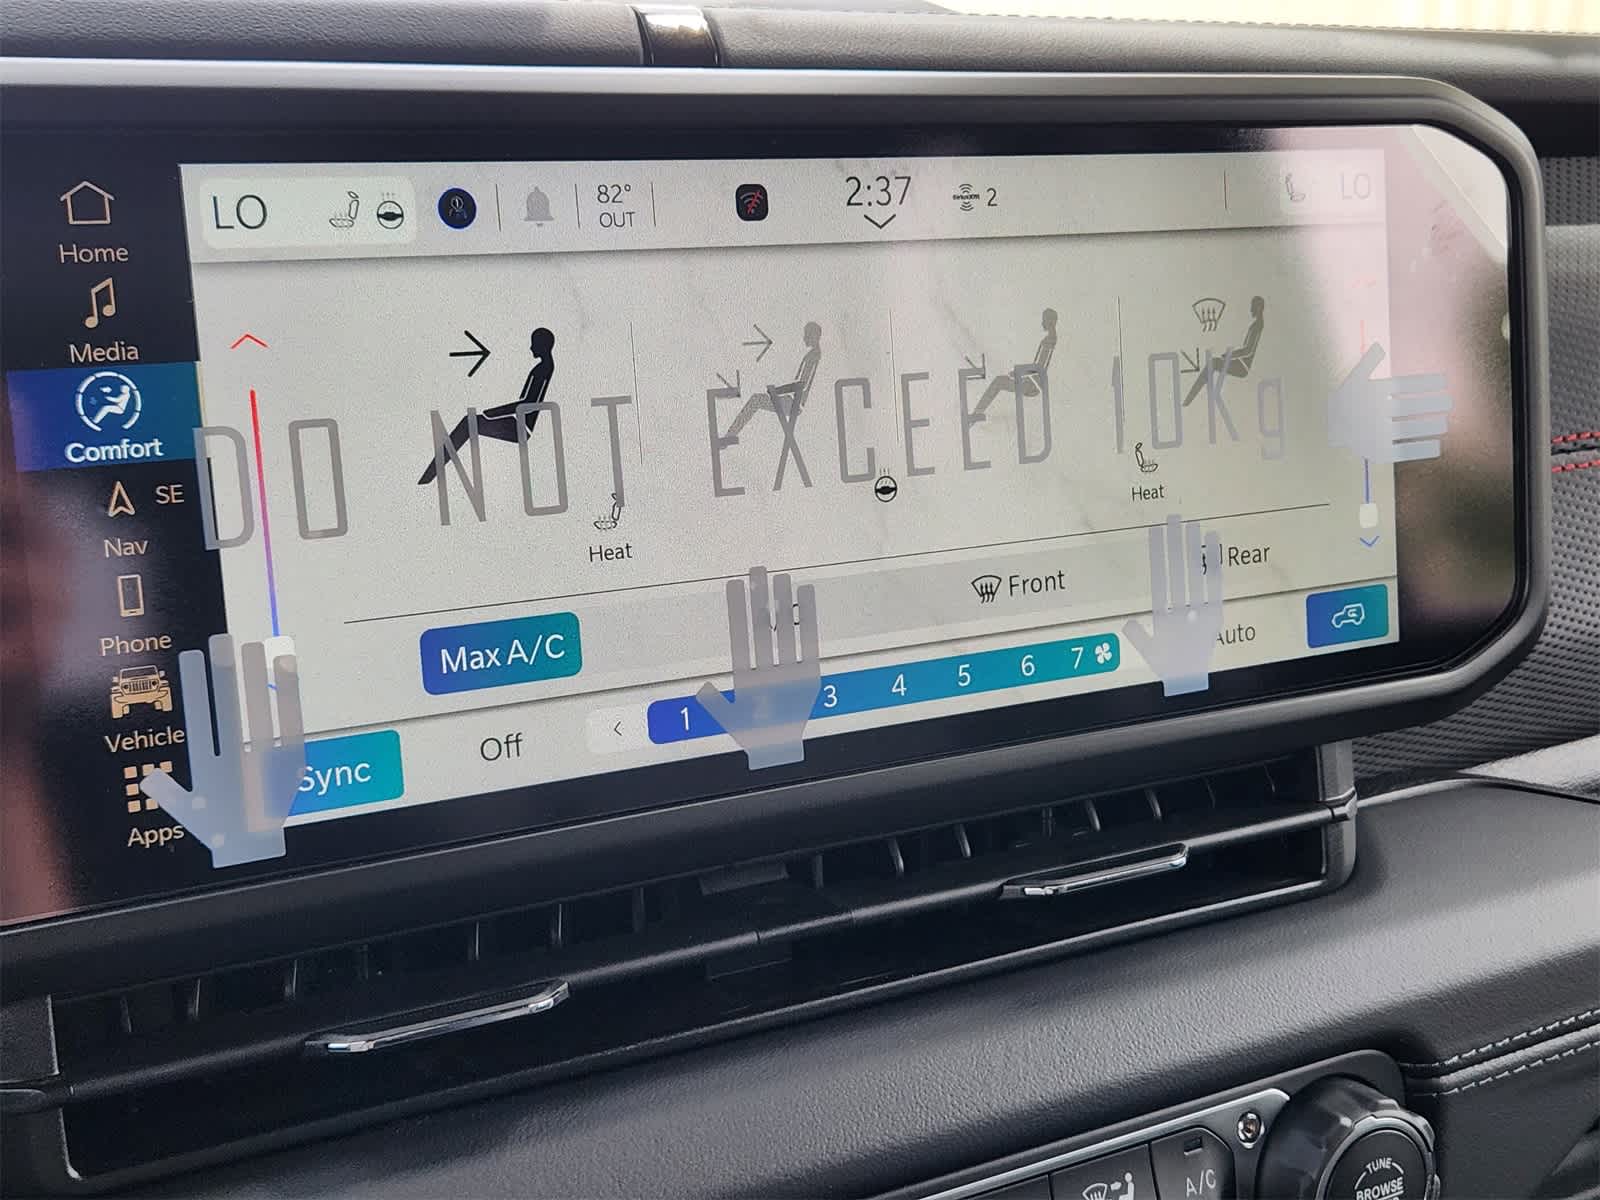 LO 82° OUT 2:37 2 LO
Home
Media
Comfort
DO NOT EXCEED 10Kg
SE
Nav
Heat
Heat
Phone
Max A/C
Front
Rear
Vehicle
Sync
Off
1 3 4 5 6 7
Auto
Apps
A/C
TUNE
BROWSE